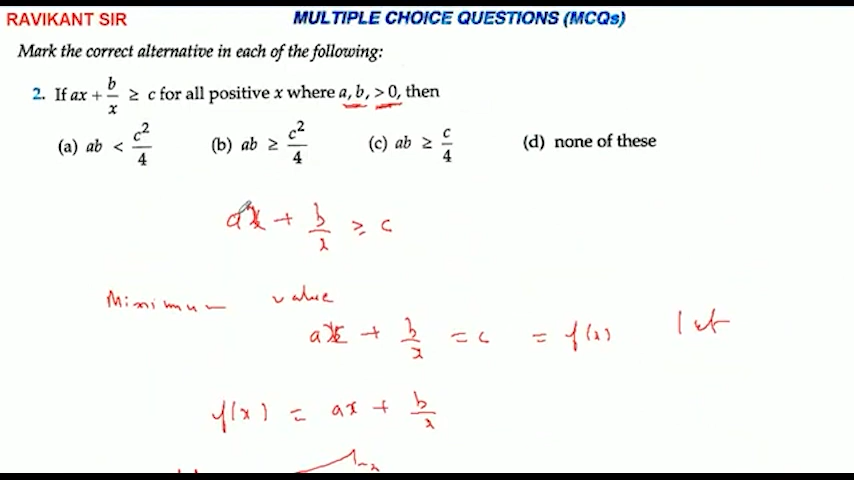 RAVIKANT SIR
MULTIPLE CHOICE QUESTIONS (MCQs)
Mark the correct alternative in each of the following:
2. If ax + b/x ≥ c for all positive x where a, b, > 0, then
(a) ab < c²/4 (b) ab ≥ c²/4 (c) ab ≥ c/4 (d) none of these
ax + b/x ≥ c
Minimum value
ax + b/x = c = f(x) let
f(x) = ax + b/x